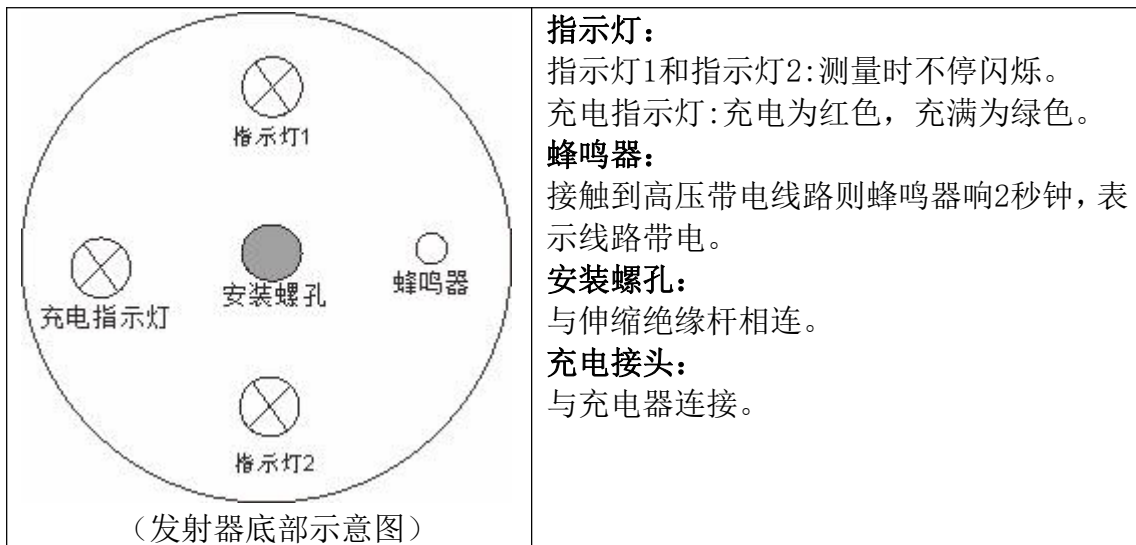 指示灯1
充电指示灯
安装螺孔
蜂鸣器
指示灯2
（发射器底部示意图）
指示灯：
指示灯1和指示灯2:测量时不停闪烁。
充电指示灯:充电为红色，充满为绿色。
蜂鸣器：
接触到高压带电线路则蜂鸣器响2秒钟，表
示线路带电。
安装螺孔：
与伸缩绝缘杆相连。
充电接头：
与充电器连接。